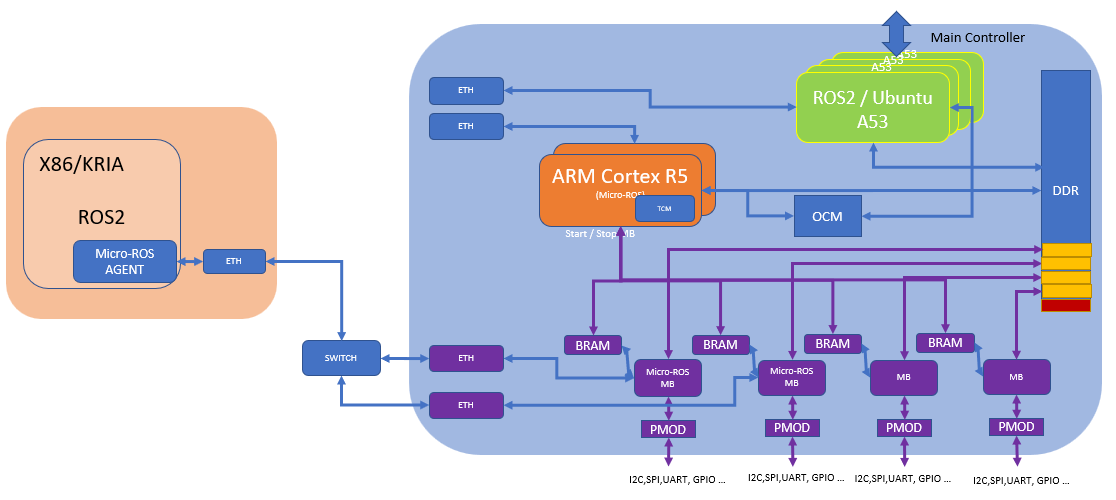 Main Controller
A53
A53
ROS2 / Ubuntu
A53
ETH
ETH
X86/KRIA
ROS2
Micro-ROS
AGENT
ETH
ARM Cortex R5
(Micro-ROS)
TCM
Start / Stop MB
OCM
DDR
SWITCH
ETH
ETH
BRAM
BRAM
BRAM
BRAM
Micro-ROS
MB
Micro-ROS
MB
MB
MB
PMOD
PMOD
PMOD
PMOD
I2C,SPI,UART, GPIO ...
I2C,SPI,UART, GPIO ...
I2C,SPI,UART, GPIO ...
I2C,SPI,UART, GPIO ...